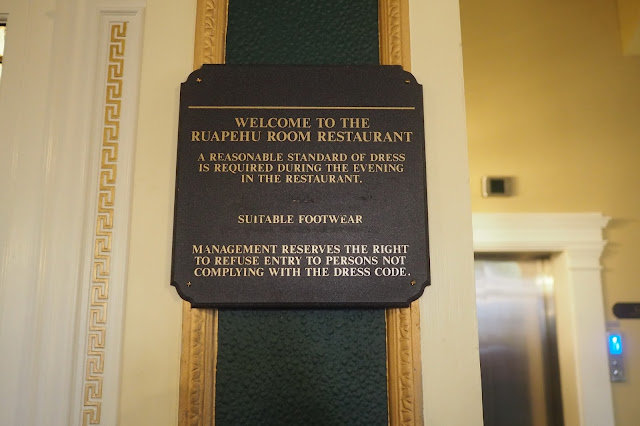 WELCOME TO THE
RUAPEHU ROOM RESTAURANT
A REASONABLE STANDARD OF DRESS
IS REQUIRED DURING THE EVENING
IN THE RESTAURANT.
SUITABLE FOOTWEAR
MANAGEMENT RESERVES THE RIGHT
TO REFUSE ENTRY TO PERSONS NOT
COMPLYING WITH THE DRESS CODE.